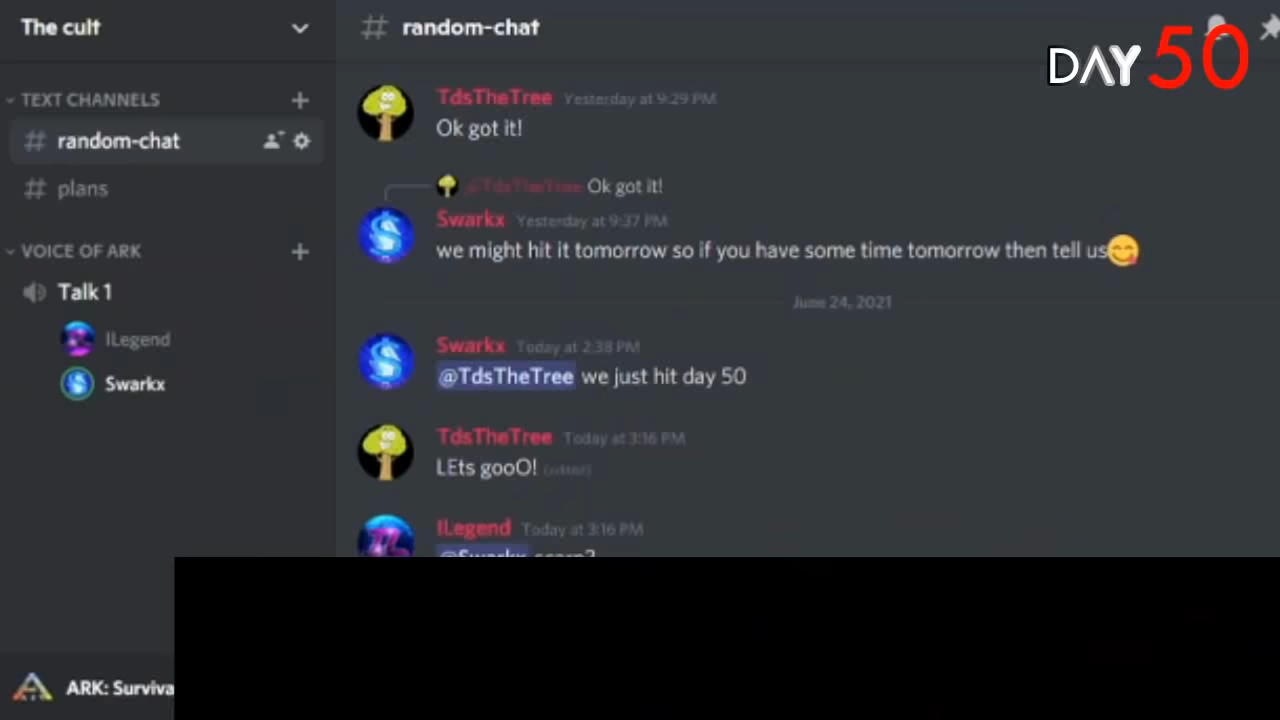 The cult
# random-chat
DAY 50
TEXT CHANNELS
# random-chat
# plans
VOICE OF ARK
Talk 1
ILegend
Swarkx
ARK: Surviva
TdsTheTree Yesterday at 9:29 PM
Ok got it!
@TdsTheTree Ok got it!
Swarkx Yesterday at 9:37 PM
we might hit it tomorrow so if you have some time tomorrow then tell us😋
June 24, 2021
Swarkx Today at 2:38 PM
@TdsTheTree we just hit day 50
TdsTheTree Today at 3:16 PM
LEts gooO! (edited)
ILegend Today at 3:16 PM
@Swarkx